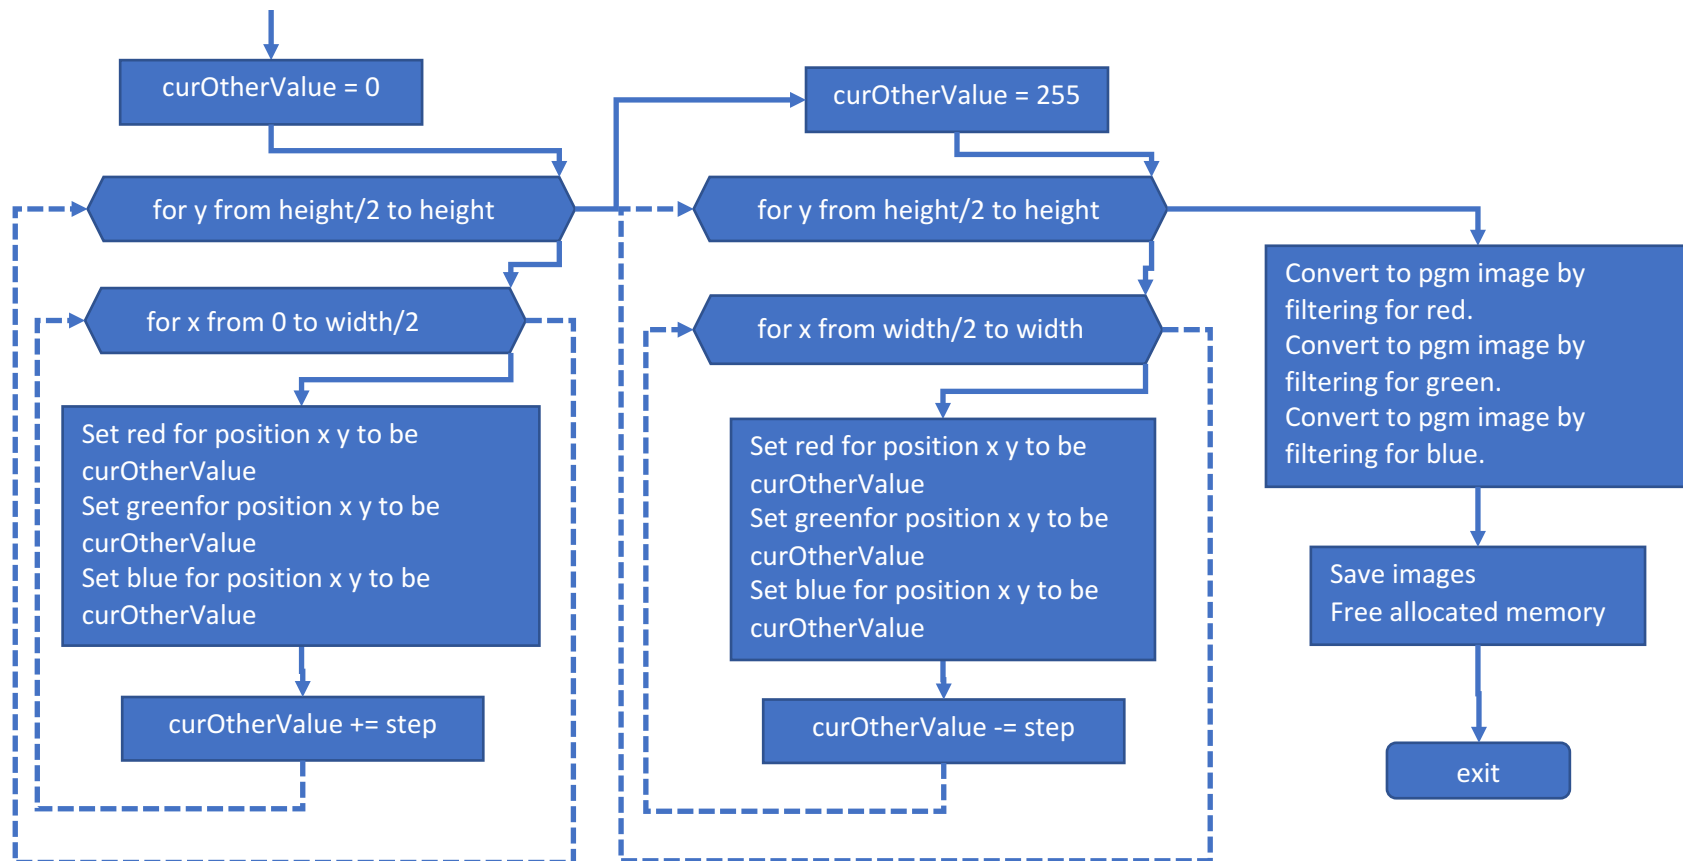 curOtherValue = 0
for y from height/2 to height
for x from 0 to width/2
Set red for position x y to be
curOtherValue
Set greenfor position x y to be
curOtherValue
Set blue for position x y to be
curOtherValue
curOtherValue += step
curOtherValue = 255
for y from height/2 to height
for x from width/2 to width
Set red for position x y to be
curOtherValue
Set greenfor position x y to be
curOtherValue
Set blue for position x y to be
curOtherValue
curOtherValue -= step
Convert to pgm image by
filtering for red.
Convert to pgm image by
filtering for green.
Convert to pgm image by
filtering for blue.
Save images
Free allocated memory
exit